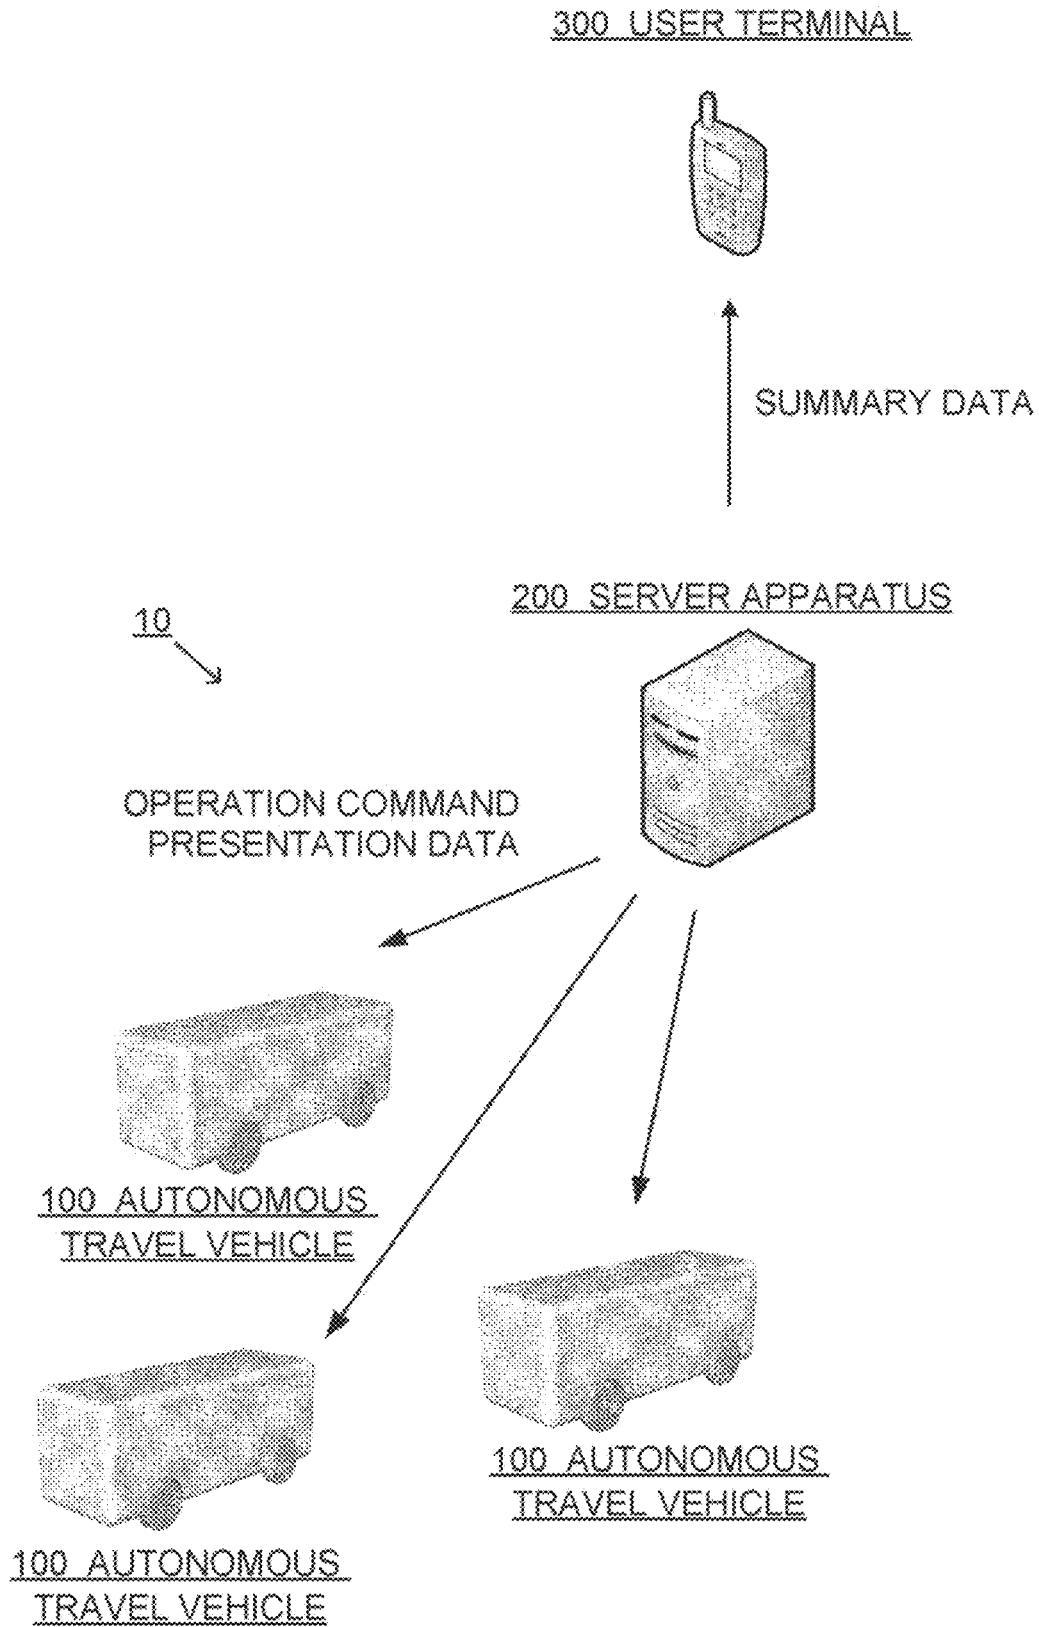 300 USER TERMINAL
SUMMARY DATA
200 SERVER APPARATUS
10
OPERATION COMMAND
PRESENTATION DATA
100 AUTONOMOUS
TRAVEL VEHICLE
100 AUTONOMOUS
TRAVEL VEHICLE
100 AUTONOMOUS
TRAVEL VEHICLE